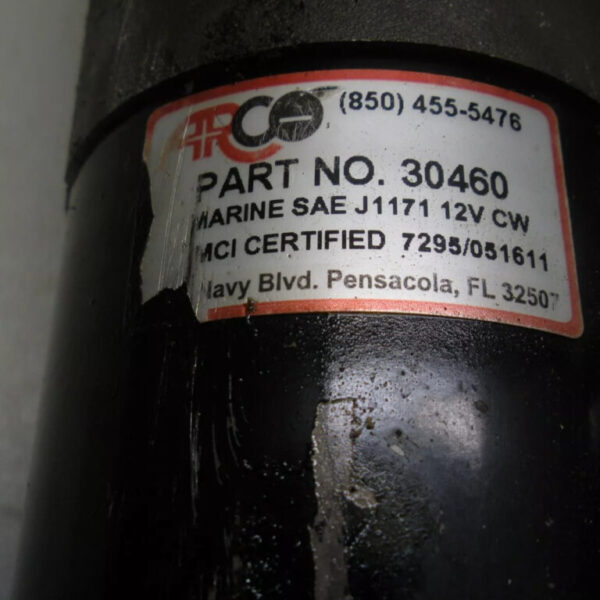 ARCO (850) 455-5476
PART NO. 30460
MARINE SAE J1171 12V CW
MCI CERTIFIED 7295/051611
Navy Blvd. Pensacola, FL 32507